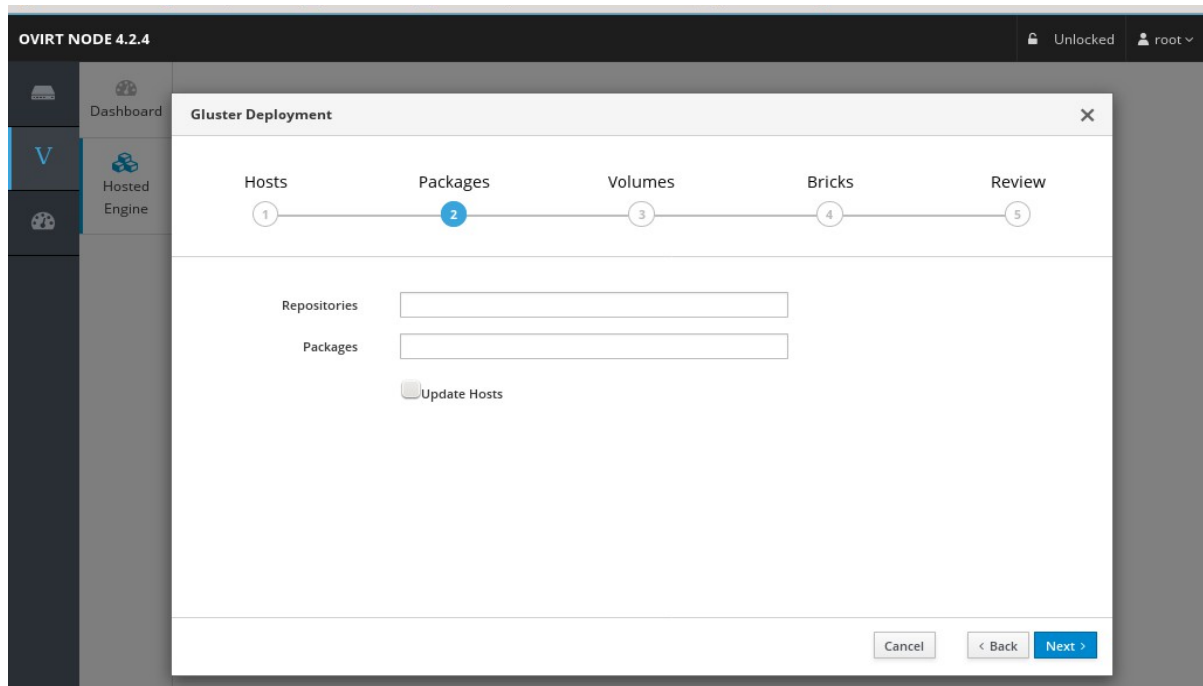 OVIRT NODE 4.2.4
Unlocked
root
Dashboard
V
Hosted
Engine
Gluster Deployment
Hosts
Packages
Volumes
Bricks
Review
1
2
3
4
5
Repositories
Packages
Update Hosts
Cancel
< Back
Next >